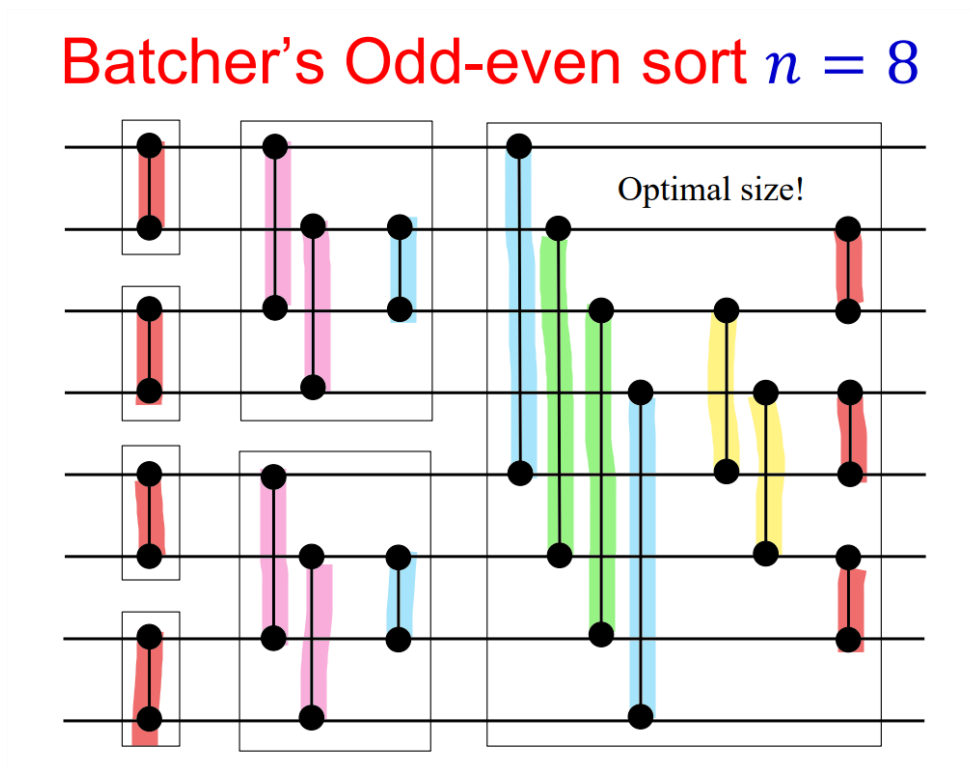 Batcher’s Odd-even sort n = 8
Optimal size!